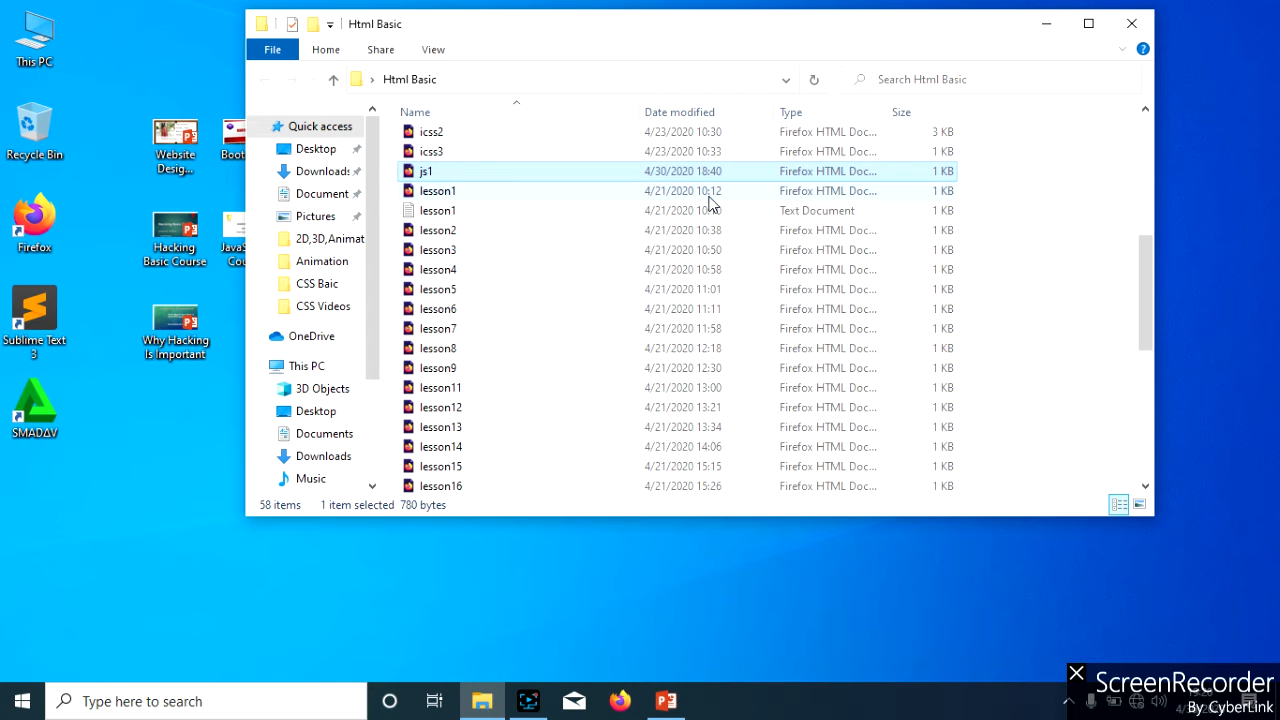 This PC
Recycle Bin
Firefox
Sublime Text
3
SMADΔV
Website
Desig...
Boot
Hacking
Basic Course
JavaS
Cou
Why Hacking
Is Important
Html Basic
File Home Share View
Html Basic
Search Html Basic
Quick access
Desktop
Downloads
Document
Pictures
2D,3D,Animat
Animation
CSS Baic
CSS Videos
OneDrive
This PC
3D Objects
Desktop
Documents
Downloads
Music
Name Date modified Type Size
icss2 4/23/2020 10:30 Firefox HTML Doc... 3 KB
icss3 4/23/2020 10:33 Firefox HTML Doc... 1 KB
js1 4/30/2020 18:40 Firefox HTML Doc... 1 KB
lesson1 4/21/2020 10:12 Firefox HTML Doc... 1 KB
lesson1 4/21/2020 Text Document 1 KB
lesson2 4/21/2020 10:38 Firefox HTML Doc... 1 KB
lesson3 4/21/2020 10:50 Firefox HTML Doc... 1 KB
lesson4 4/21/2020 10:58 Firefox HTML Doc... 1 KB
lesson5 4/21/2020 11:01 Firefox HTML Doc... 1 KB
lesson6 4/21/2020 11:11 Firefox HTML Doc... 1 KB
lesson7 4/21/2020 11:58 Firefox HTML Doc... 1 KB
lesson8 4/21/2020 12:18 Firefox HTML Doc... 1 KB
lesson9 4/21/2020 12:30 Firefox HTML Doc... 1 KB
lesson11 4/21/2020 13:00 Firefox HTML Doc... 1 KB
lesson12 4/21/2020 13:21 Firefox HTML Doc... 1 KB
lesson13 4/21/2020 13:34 Firefox HTML Doc... 1 KB
lesson14 4/21/2020 14:06 Firefox HTML Doc... 1 KB
lesson15 4/21/2020 15:15 Firefox HTML Doc... 1 KB
lesson16 4/21/2020 15:26 Firefox HTML Doc... 1 KB
58 items 1 item selected 780 bytes
Type here to search
ScreenRecorder
By CyberLink